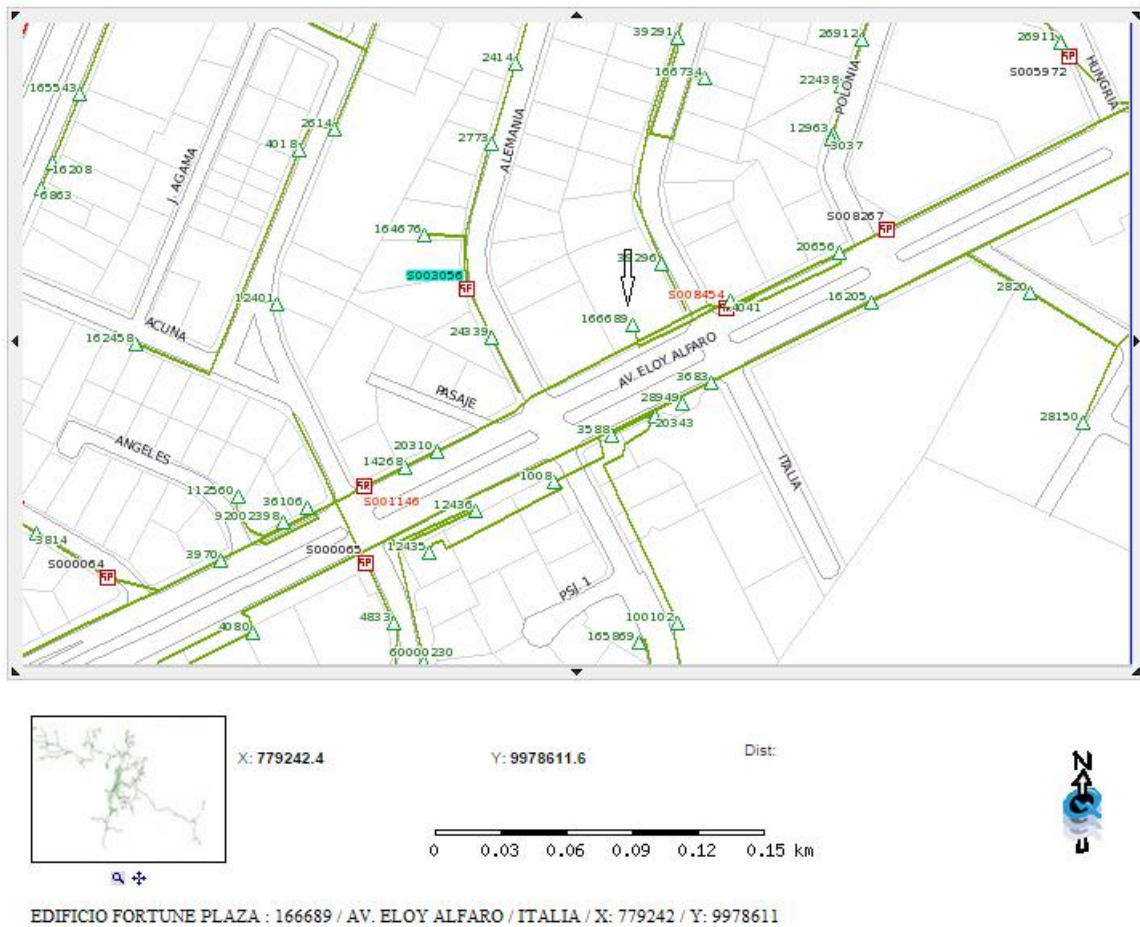 39291
26912
26911
2414
166734
S005972
HUNGRIA
165543
22438
POLONIA
2614
4018
2773
ALEMANIA
12963
3037
16208
6863
J. AGAMA
164676
S008267
S003056
39296
20656
12401
S008454
4041
16205
2820
ACUNA
162458
24339
166689
AV. ELOY ALFARO
PASAJE
3683
28949
20343
28150
3588
ANGELES
20310
14268
ITALIA
1008
112560
36106
S001146
92002398
12436
3814
3970
S000065
12435
S000064
PSJ. 1
4080
4833
100102
165869
60000230
X: 779242.4
Y: 9978611.6
Dist:
N
0 0.03 0.06 0.09 0.12 0.15 km
EDIFICIO FORTUNE PLAZA : 166689 / AV. ELOY ALFARO / ITALIA / X: 779242 / Y: 9978611